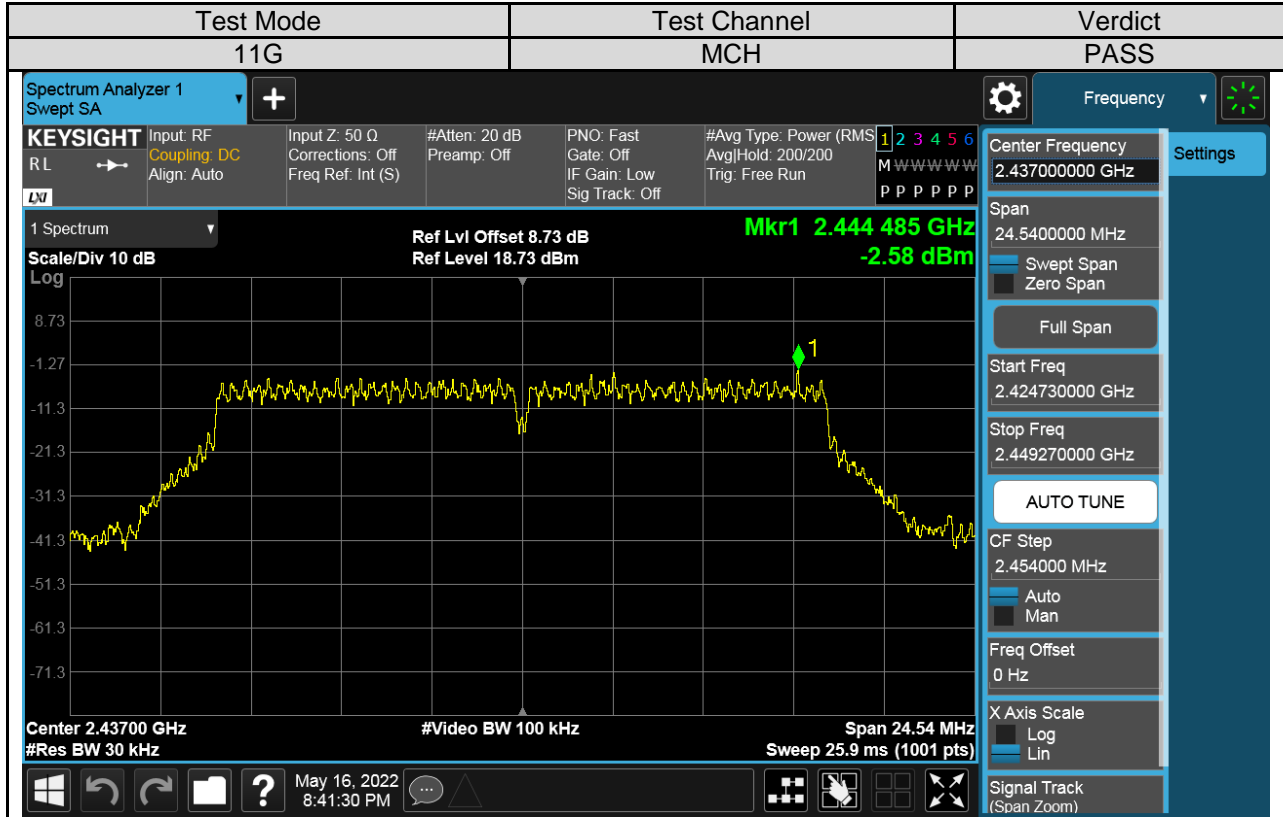 Test Mode Test Channel Verdict
11G MCH PASS
Spectrum Analyzer 1
Swept SA
+
Frequency
KEYSIGHT
R L
LXI
Input: RF
Coupling: DC
Align: Auto
Input Z: 50 Ω
Corrections: Off
Freq Ref: Int (S)
#Atten: 20 dB
Preamp: Off
PNO: Fast
Gate: Off
IF Gain: Low
Sig Track: Off
#Avg Type: Power (RMS
Avg|Hold: 200/200
Trig: Free Run
1 2 3 4 5 6
M W W W W W
P P P P P P
1 Spectrum
Scale/Div 10 dB
Ref Lvl Offset 8.73 dB
Ref Level 18.73 dBm
Mkr1 2.444 485 GHz
-2.58 dBm
Log
8.73
-1.27
-11.3
-21.3
-31.3
-41.3
-51.3
-61.3
-71.3
1
Center 2.43700 GHz
#Res BW 30 kHz
#Video BW 100 kHz
Span 24.54 MHz
Sweep 25.9 ms (1001 pts)
Center Frequency
2.437000000 GHz
Settings
Span
24.5400000 MHz
Swept Span
Zero Span
Full Span
Start Freq
2.424730000 GHz
Stop Freq
2.449270000 GHz
AUTO TUNE
CF Step
2.454000 MHz
Auto
Man
Freq Offset
0 Hz
X Axis Scale
Log
Lin
Signal Track
(Span Zoom)
?
May 16, 2022
8:41:30 PM